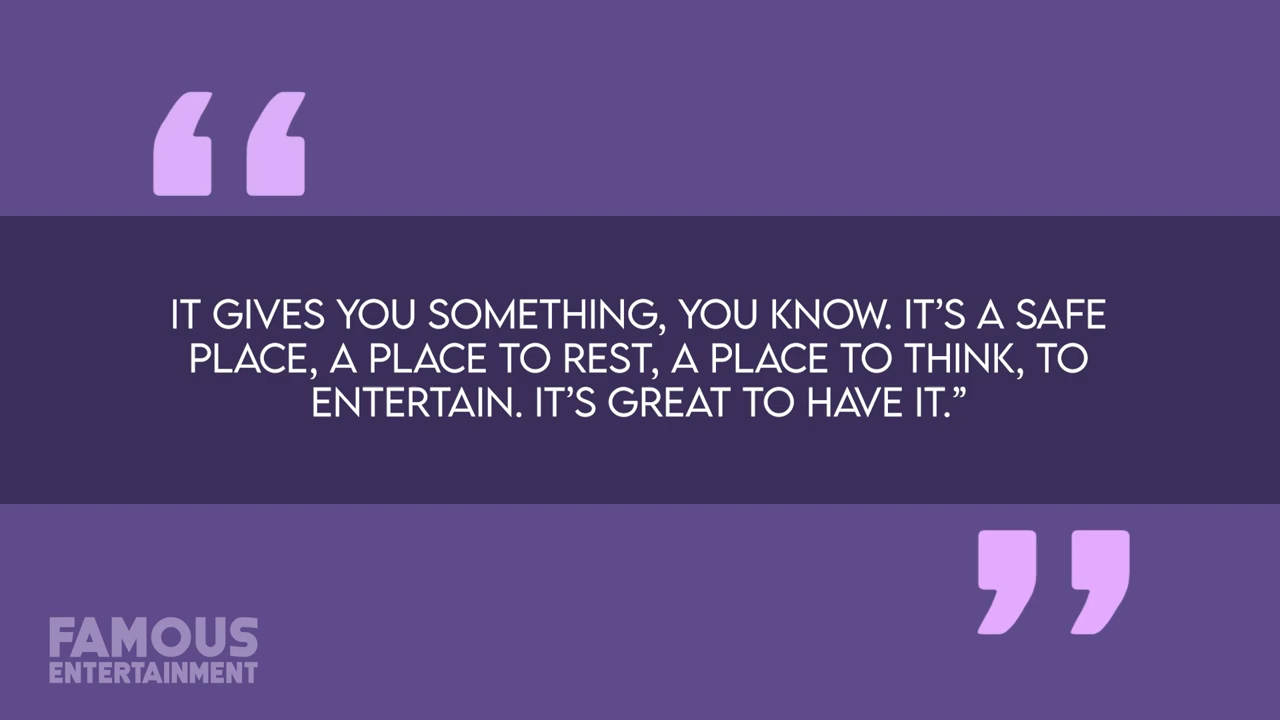 IT GIVES YOU SOMETHING, YOU KNOW. IT’S A SAFE
PLACE, A PLACE TO REST, A PLACE TO THINK, TO
ENTERTAIN. IT’S GREAT TO HAVE IT.”
FAMOUS
ENTERTAINMENT